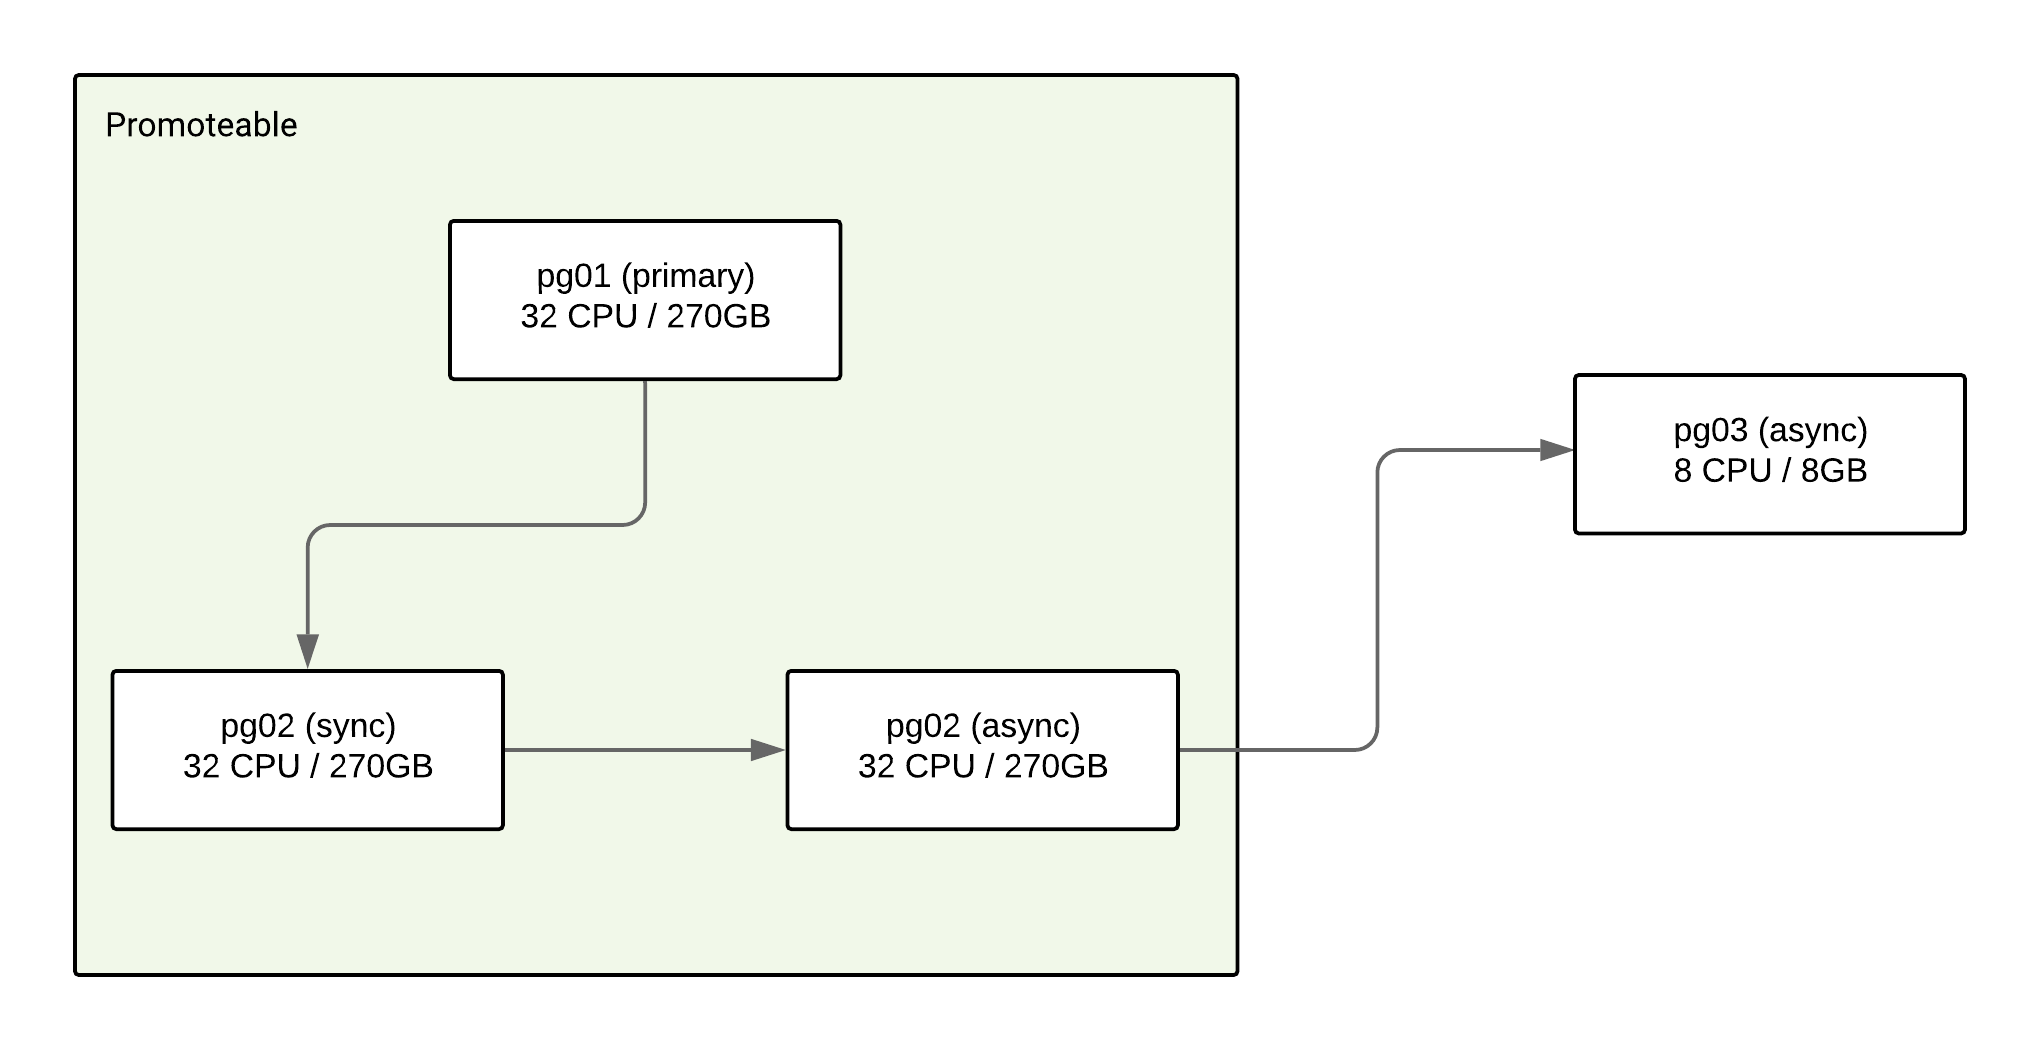 Promoteable
pg01 (primary)
32 CPU / 270GB
pg03 (async)
8 CPU / 8GB
pg02 (sync)
32 CPU / 270GB
pg02 (async)
32 CPU / 270GB